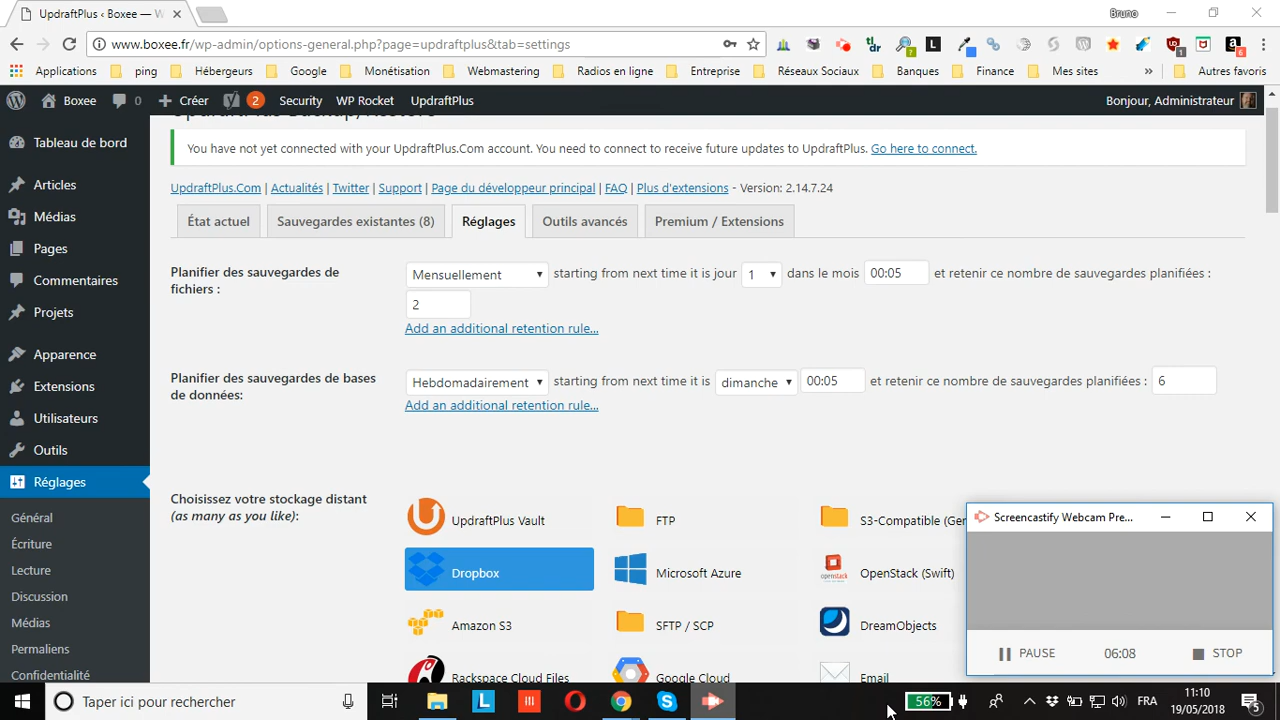 UpdraftPlus ‹ Boxee — W
Bruno
www.boxee.fr/wp-admin/options-general.php?page=updraftplus&tab=settings
Applications ping Hébergeurs Google Monétisation Webmastering Radios en ligne Entreprise Réseaux Sociaux Banques Finance Mes sites » Autres favoris
Boxee 0 Créer 2 Security WP Rocket UpdraftPlus Bonjour, Administrateur
UpdraftPlus Backup/Restore
Tableau de bord
Articles
Médias
Pages
Commentaires
Projets
Apparence
Extensions
Utilisateurs
Outils
Réglages
Général
Écriture
Lecture
Discussion
Médias
Permaliens
Confidentialité
You have not yet connected with your UpdraftPlus.Com account. You need to connect to receive future updates to UpdraftPlus. Go here to connect.
UpdraftPlus.Com | Actualités | Twitter | Support | Page du développeur principal | FAQ | Plus d'extensions - Version: 2.14.7.24
État actuel Sauvegardes existantes (8) Réglages Outils avancés Premium / Extensions
Planifier des sauvegardes de fichiers :
Mensuellement starting from next time it is jour 1 dans le mois 00:05 et retenir ce nombre de sauvegardes planifiées :
2
Add an additional retention rule...
Planifier des sauvegardes de bases de données:
Hebdomadairement starting from next time it is dimanche 00:05 et retenir ce nombre de sauvegardes planifiées : 6
Add an additional retention rule...
Choisissez votre stockage distant
(as many as you like):
UpdraftPlus Vault FTP S3-Compatible (Gen
Dropbox Microsoft Azure OpenStack (Swift)
openstack
Amazon S3 SFTP / SCP DreamObjects
Rackspace Cloud Files Google Cloud Email
Screencastify Webcam Pre...
PAUSE 06:08 STOP
Taper ici pour rechercher
56%
FRA
11:10
19/05/2018
5